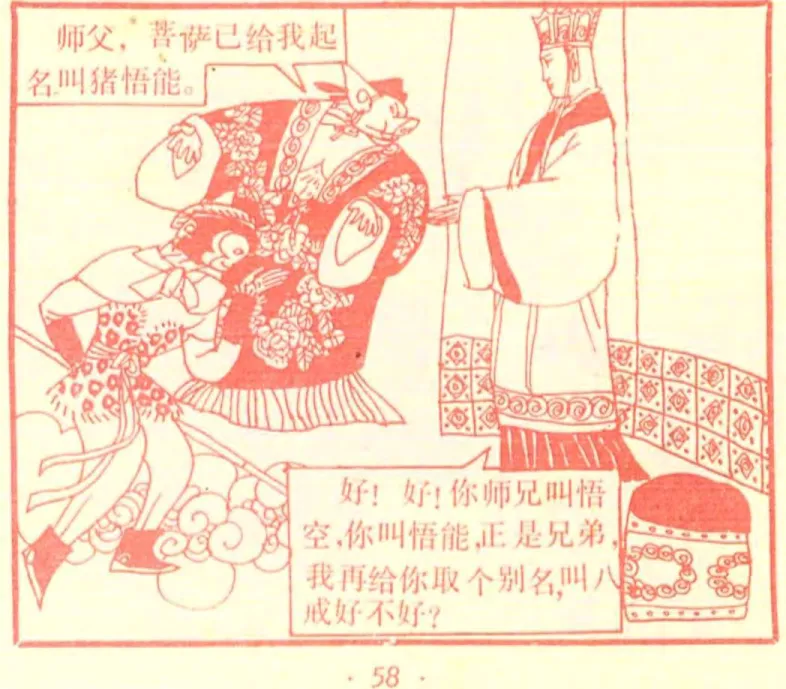 师父，菩萨已给我起
名叫猪悟能。
好！好！你师兄叫悟
空，你叫悟能，正是兄弟，
我再给你取个别名，叫八
戒好不好？
· 58 ·